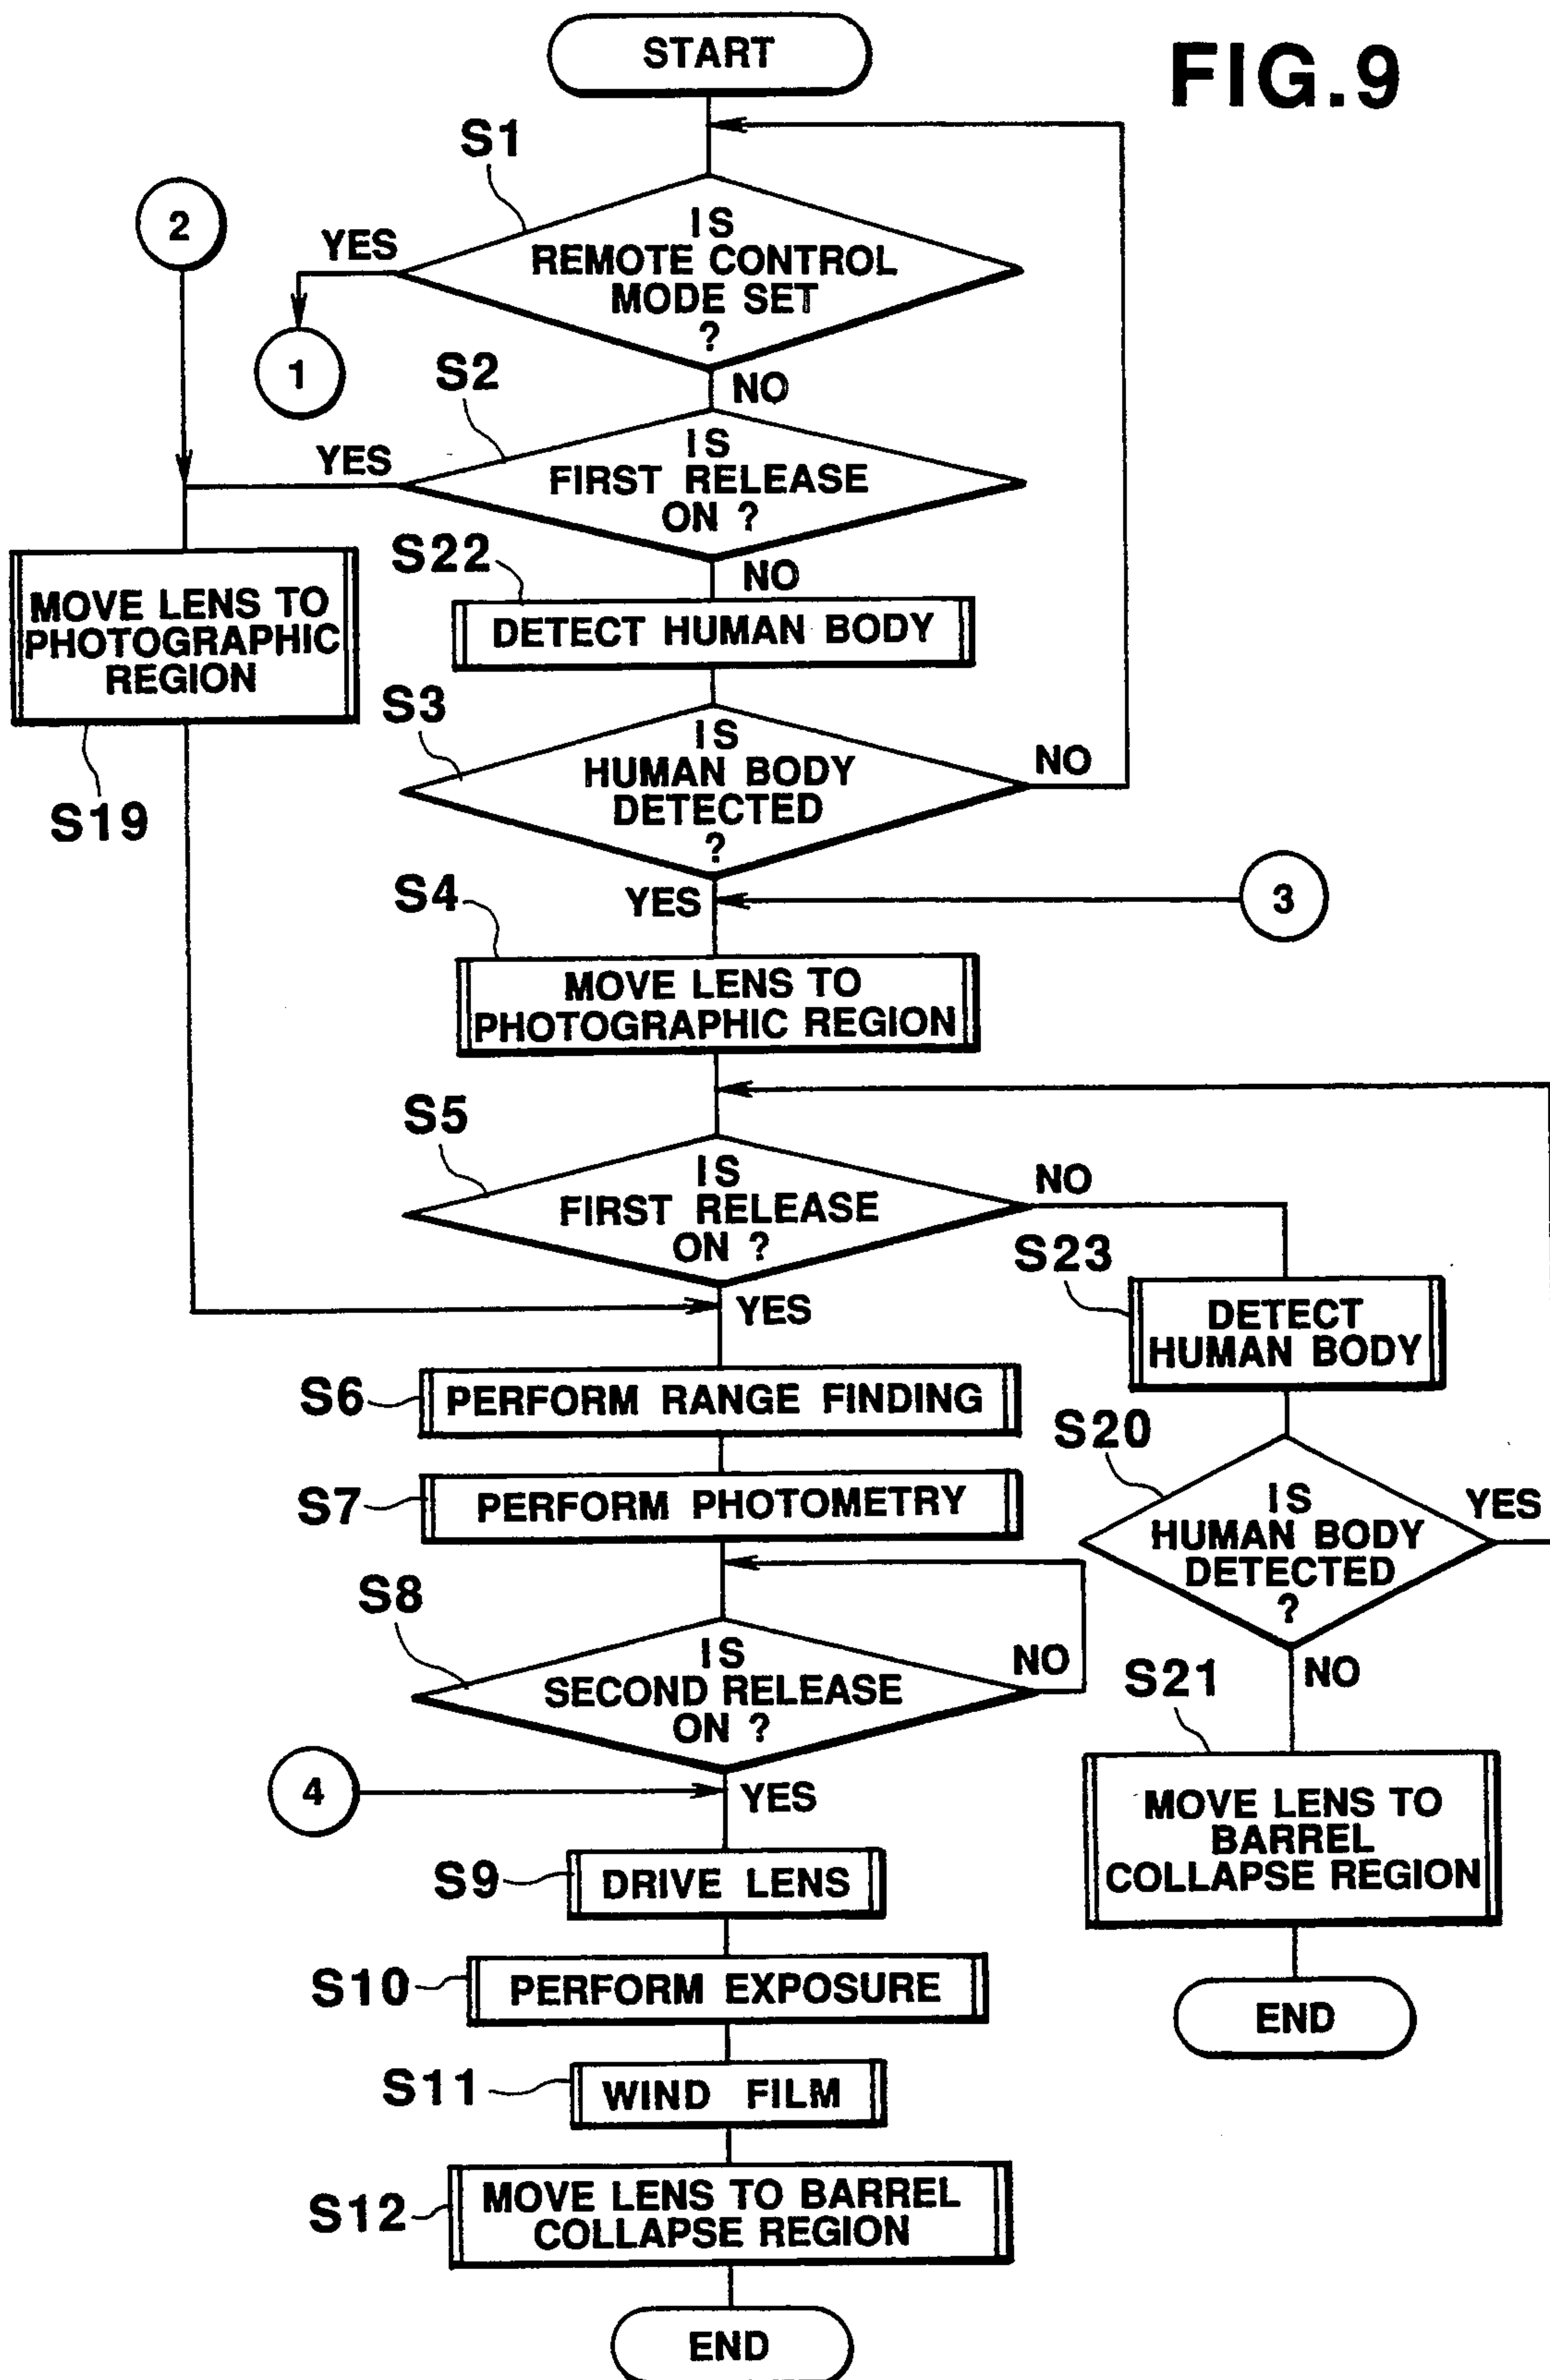 FIG.9
START
S1
2
IS
REMOTE CONTROL
MODE SET
?
YES
1
NO
S2
IS
FIRST RELEASE
ON ?
YES
NO
S22
DETECT HUMAN BODY
MOVE LENS TO
PHOTOGRAPHIC
REGION
S19
S3
IS
HUMAN BODY
DETECTED
?
NO
YES
3
S4
MOVE LENS TO
PHOTOGRAPHIC REGION
S5
IS
FIRST RELEASE
ON ?
NO
YES
S23
DETECT
HUMAN BODY
S6
PERFORM RANGE FINDING
S20
IS
HUMAN BODY
DETECTED
?
YES
NO
S7
PERFORM PHOTOMETRY
S8
IS
SECOND RELEASE
ON ?
NO
YES
4
S21
MOVE LENS TO
BARREL
COLLAPSE REGION
END
S9
DRIVE LENS
S10
PERFORM EXPOSURE
S11
WIND FILM
S12
MOVE LENS TO BARREL
COLLAPSE REGION
END